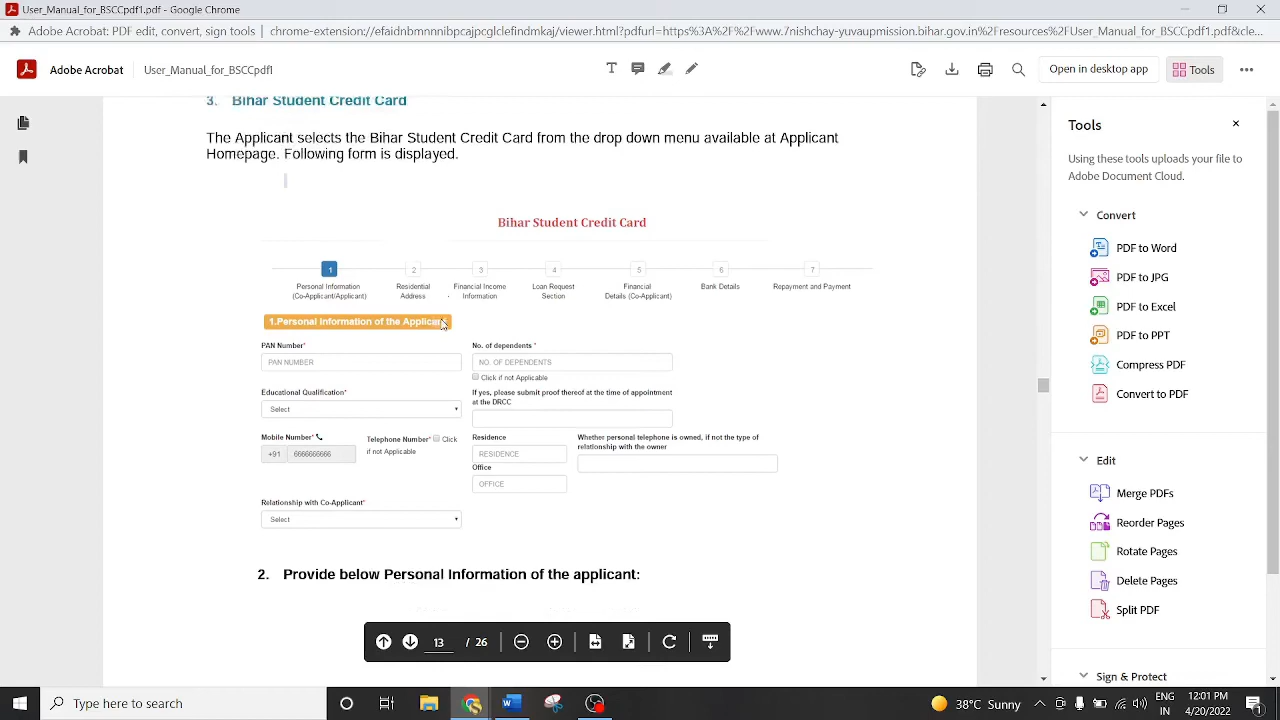 User_Manual_for_BSCCpdf1.pdf - Google Chrome
Adobe Acrobat: PDF edit, convert, sign tools | chrome-extension://efaidnbmnnnibpcajpcglclefindmkaj/https%3A%2F%2Fwww.7nishchay-yuvaupmission.
Adobe Acrobat
User_Manual_for_BSCCpdf1
Open in desktop app
Tools
3. Bihar Student Credit Card
The Applicant selects the Bihar Student Credit Card from the drop down menu available at Applicant
Homepage. Following form is displayed.
Bihar Student Credit Card
1 2 3 4 5 6 7
Personal Information
(Co-Applicant/Applicant)
Residential
Address
Financial Income
Information
Loan Request
Section
Financial
Details (Co-Applicant)
Bank Details
Repayment and Payment
1.Personal Information of the Applicant
PAN Number*
PAN NUMBER
No. of dependents *
NO. OF DEPENDENTS
Click if not Applicable
Educational Qualification*
Select
If yes, please submit proof thereof at the time of appointment
at the DRCC
Mobile Number*
+91 6666666666
Telephone Number* Click
if not Applicable
Residence
RESIDENCE
Office
OFFICE
Whether personal telephone is owned, if not the type of
relationship with the owner
Relationship with Co-Applicant*
Select
2. Provide below Personal Information of the applicant:
13 / 26
Tools
Using these tools uploads your file to
Adobe Document Cloud.
Convert
PDF to Word
PDF to JPG
PDF to Excel
PDF to PPT
Compress PDF
Convert to PDF
Edit
Merge PDFs
Reorder Pages
Rotate PDF
Delete Pages
Split PDF
Sign & Protect
Type here to search
38°C Sunny
ENG
IN
12:01 PM
4/20/2022